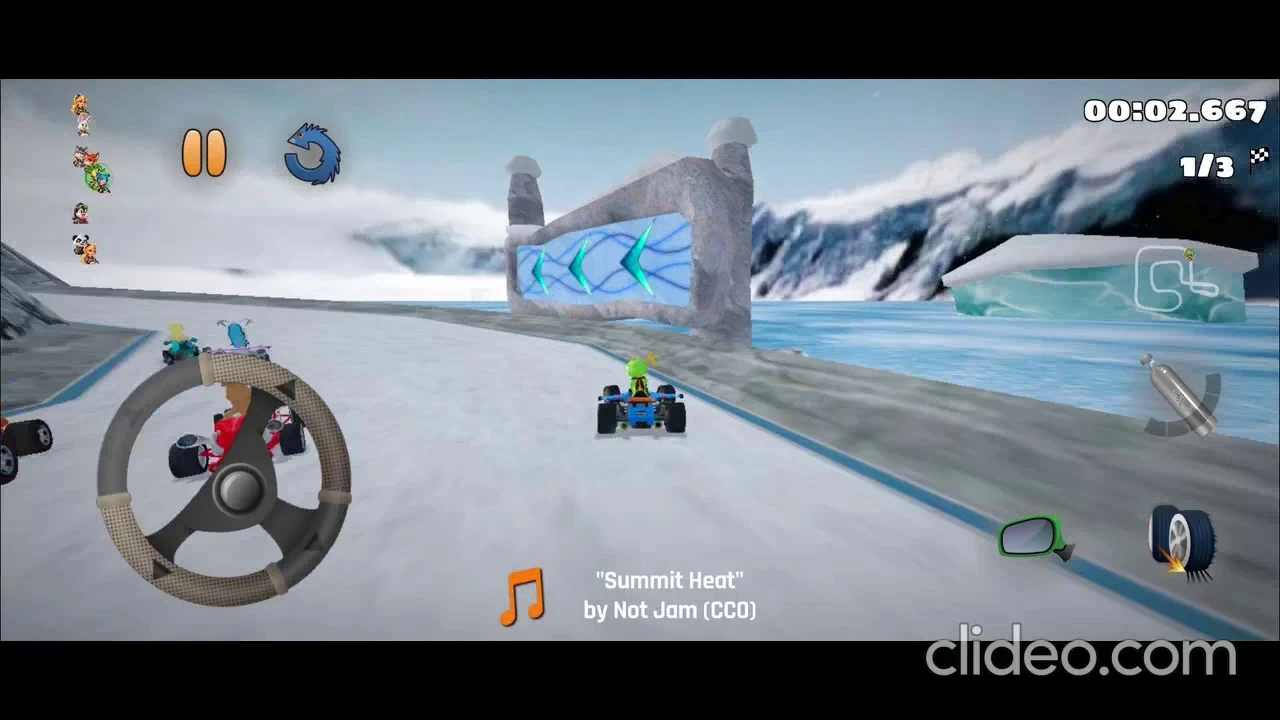 00:02.667
1/3
"Summit Heat"
by Not Jam (CC0)
clideo.com